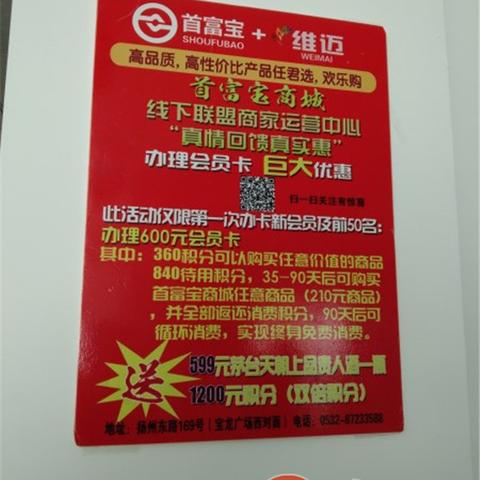 首富宝 + 维迈
SHOUFUBAO WEIMAI
高品质,高性价比产品任君选,欢乐购
首富宝商城
线下联盟商家运营中心
“真情回馈真实惠”
办理会员卡 巨大优惠
扫一扫关注有惊喜
此活动仅限第一次办卡新会员及前50名:
办理600元会员卡
其中:360积分可以购买任意价值的商品
840待用积分,35-90天后可购买
首富宝商城任意商品(210元商品)
,并全部返还消费积分,90天后可
循环消费,实现终身免费消费。
送
599元茅台天朝上品贵人酒一瓶
1200元积分(双倍积分)
地址:扬州东路169号(宝龙广场西对面)电话:0532-87233588